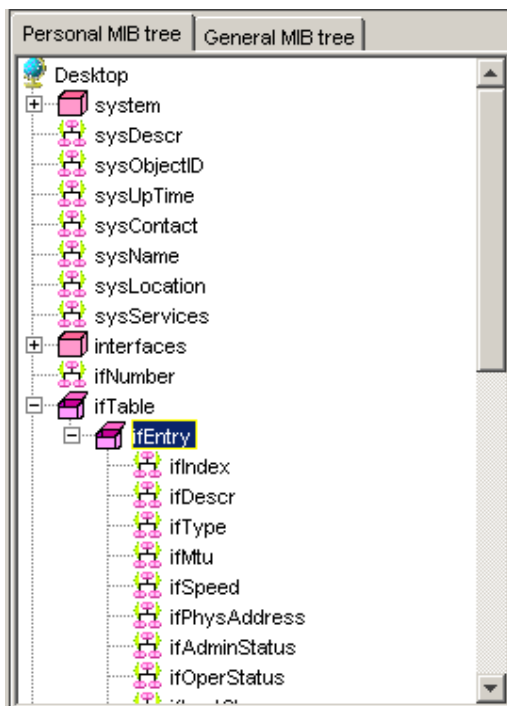 Personal MIB tree General MIB tree
Desktop
system
sysDescr
sysObjectID
sysUpTime
sysContact
sysName
sysLocation
sysServices
interfaces
ifNumber
ifTable
ifEntry
ifIndex
ifDescr
ifType
ifMtu
ifSpeed
ifPhysAddress
ifAdminStatus
ifOperStatus